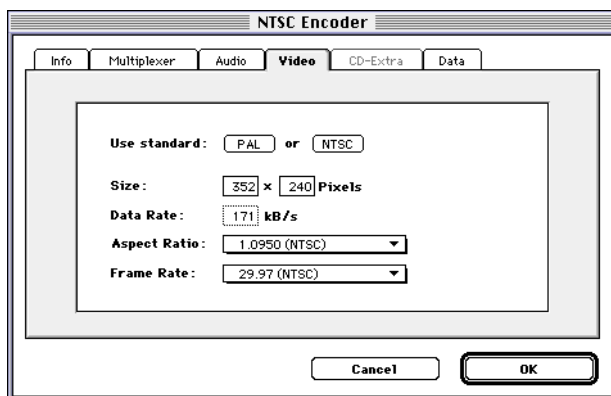 NTSC Encoder
Info Multiplexer Audio Video CD-Extra Data
Use standard: PAL or NTSC
Size: 352 x 240 Pixels
Data Rate: 171 kB/s
Aspect Ratio: 1.0950 (NTSC)
Frame Rate: 29.97 (NTSC)
Cancel OK